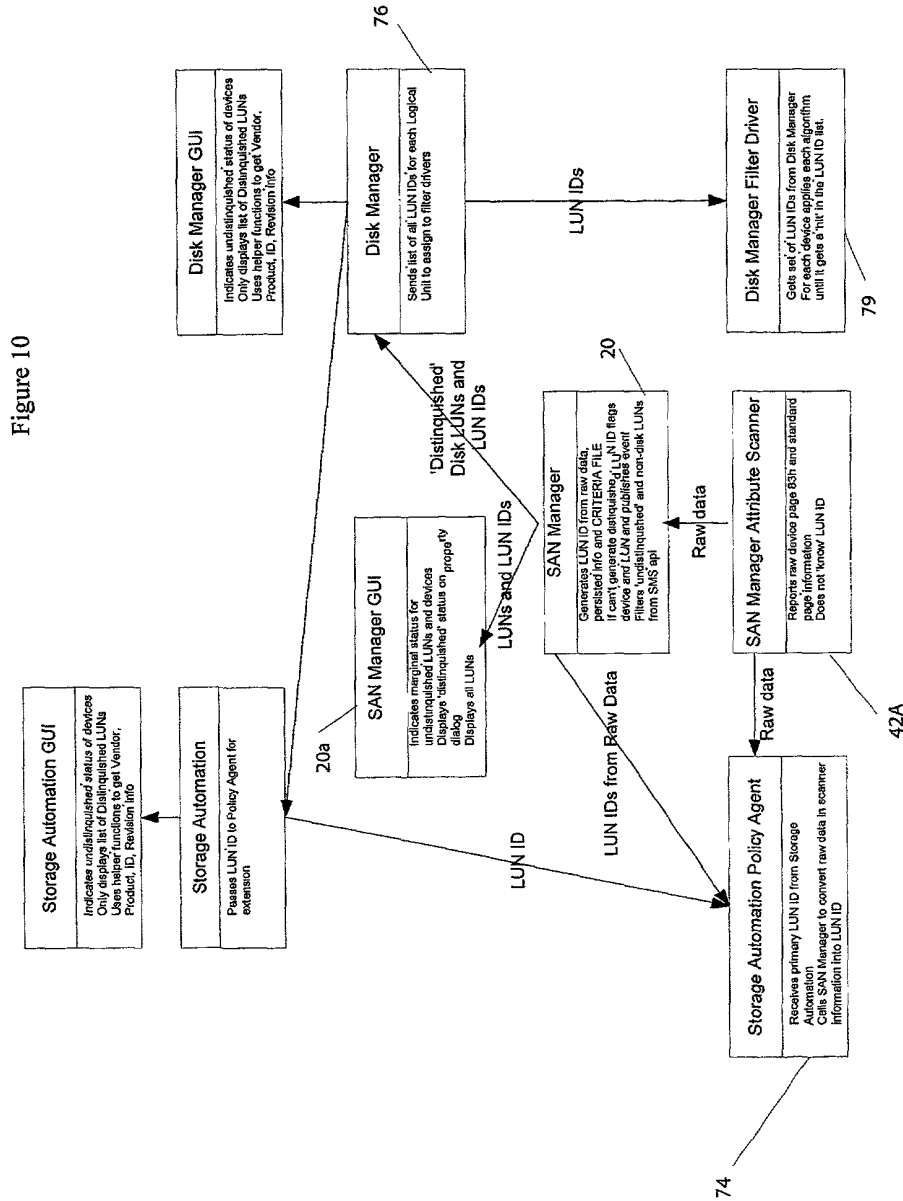 Figure 10
Storage Automation GUI
Indicates undistinguished status of devices
Only displays list of Distinquished LUNs
Uses helper functions to get Vendor,
Product, ID, Revision Info
Storage Automation
Passes LUN ID to Policy Agent for
extension
Disk Manager GUI
Indicates undistinguished status of devices
Only displays list of Distinquished LUNs
Uses helper functions to get Vendor,
Product, ID, Revision Info
Disk Manager
Sends list of all LUN IDs for each Logical
Unit to assign to filter drivers
76
20a
SAN Manager GUI
Indicates marginal status for
undistinquished LUNs and devices
Displays 'distinquished' status on property
dialog
Displays all LUNs
'Distinquished'
Disk LUNs and
LUN IDs
LUNs and LUN IDs
LUN ID
LUN IDs from Raw Data
LUN IDs
SAN Manager
Generates LUN ID from raw data,
persisted info and CRITERIA FILE
If can't generate distiquished LUN ID flags
device and LUN and publishes event
Filters 'undistinqushed' and non-disk LUNs
from SMS api
20
Raw data
Raw data
Storage Automation Policy Agent
Receives primary LUN ID from Storage
Automation
Calls SAN Manager to convert raw data in scanner
information into LUN ID
74
SAN Manager Attribute Scanner
Reports raw device page 83h and standard
page information
Does not 'know' LUN ID
42A
Disk Manager Filter Driver
Gets set of LUN IDs from Disk Manager
For each device applies each algorithm
until it gets a 'hit' in the LUN ID list.
79